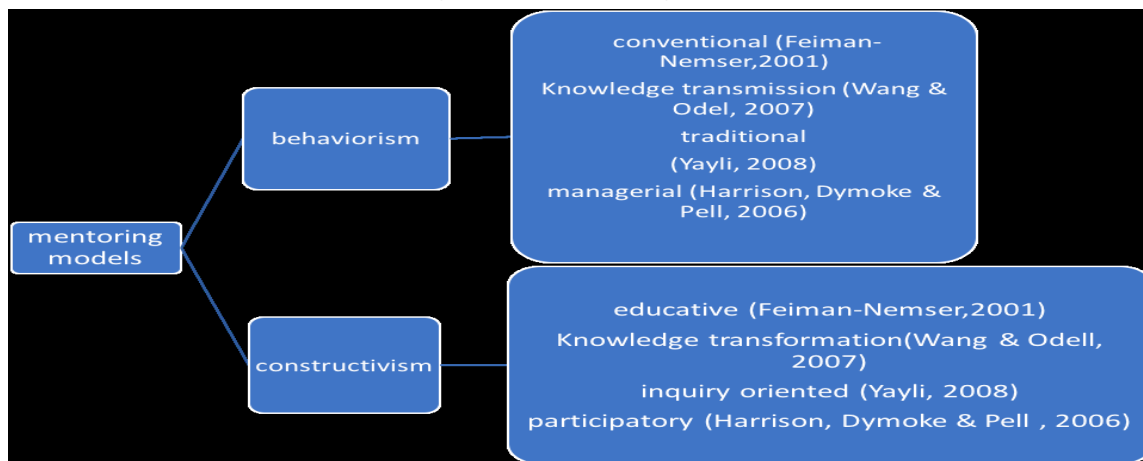 mentoring
models
behaviorism
conventional (Feiman-
Nemser,2001)
Knowledge transmission (Wang &
Odel, 2007)
traditional
(Yayli, 2008)
managerial (Harrison, Dymoke &
Pell, 2006)
constructivism
educative (Feiman-Nemser,2001)
Knowledge transformation(Wang & Odell,
2007)
inquiry oriented (Yayli, 2008)
participatory (Harrison, Dymoke & Pell , 2006)